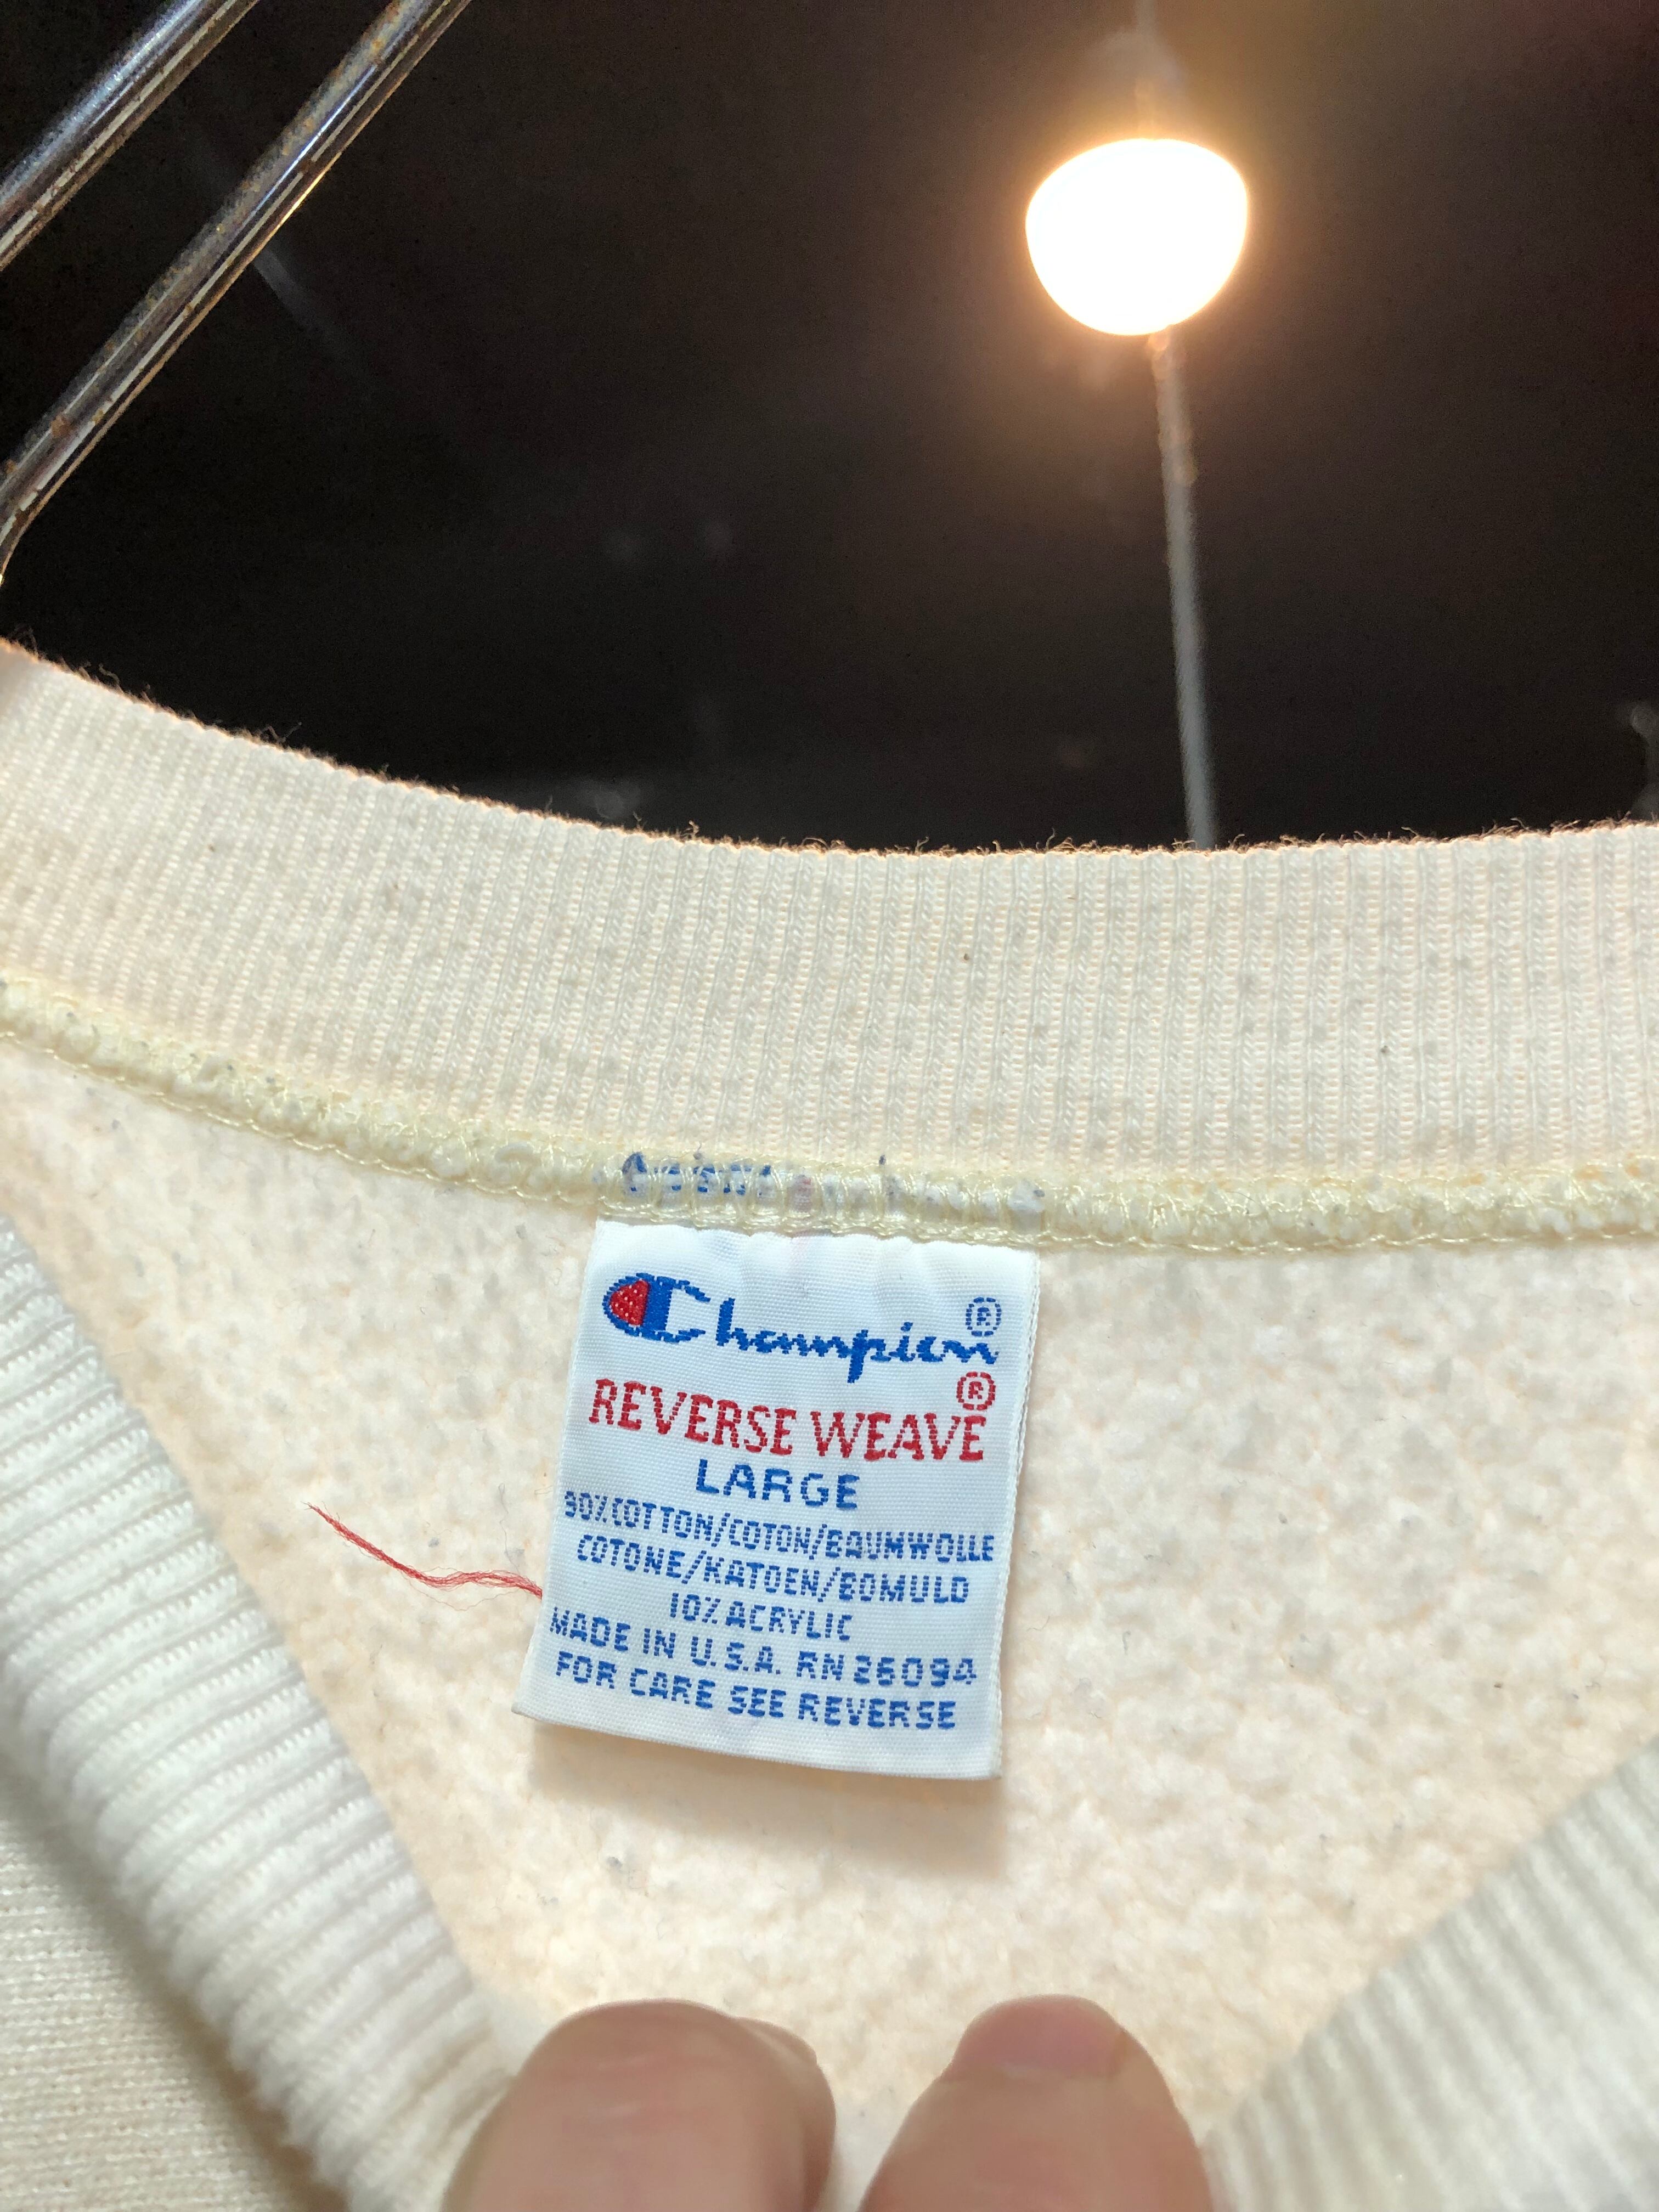 Champion®
REVERSE WEAVE®
LARGE
90% COTTON/COTON/BAUMWOLLE
COTONE/KATOEN/BOMULD
10% ACRYLIC
MADE IN U.S.A. RN 26094
FOR CARE SEE REVERSE